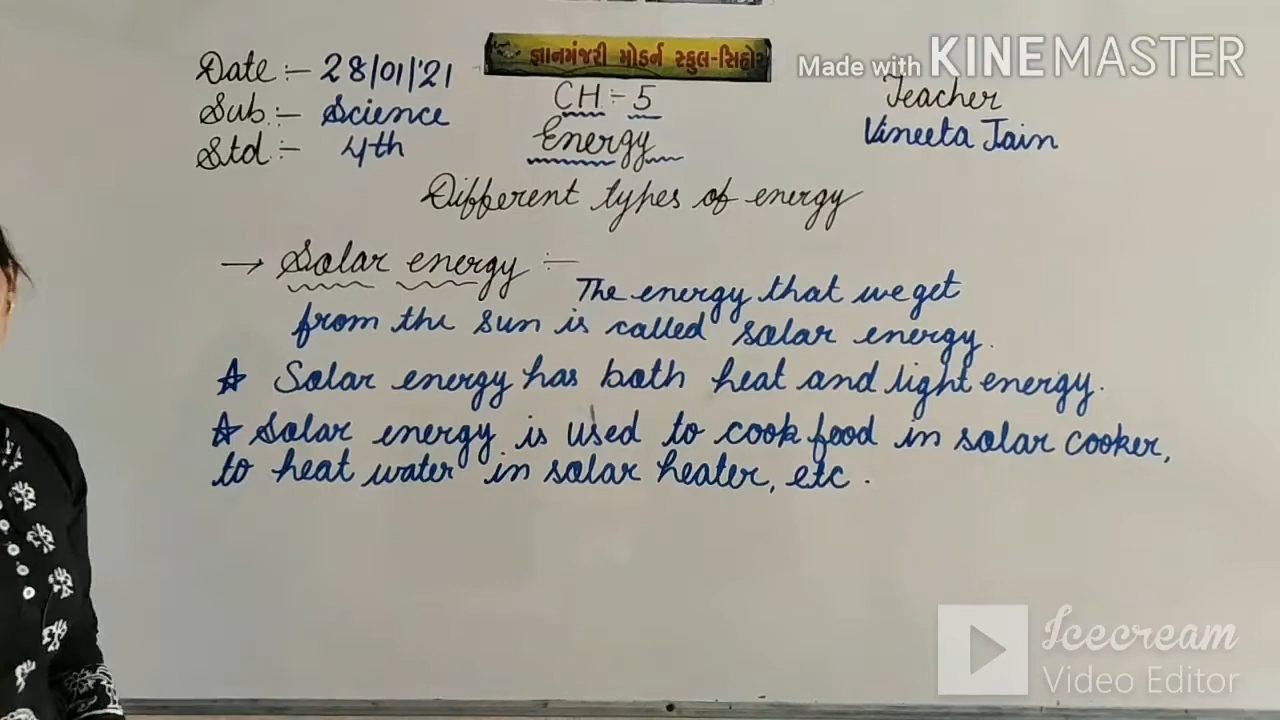 જ્ઞાનમંજરી મોડર્ન સ્કુલ-સિહોર
Made with KINEMASTER
Date :- 28/01/'21
CH :- 5
Teacher
Sub :- Science
Energy
Vineeta Jain
Std :- 4th
Different types of energy
→ Solar energy :-
The energy that we get
from the sun is called solar energy.
☆ Solar energy has both heat and light energy.
☆ Solar energy is used to cook food in solar cooker,
to heat water in solar heater, etc .
Icecream
Video Editor